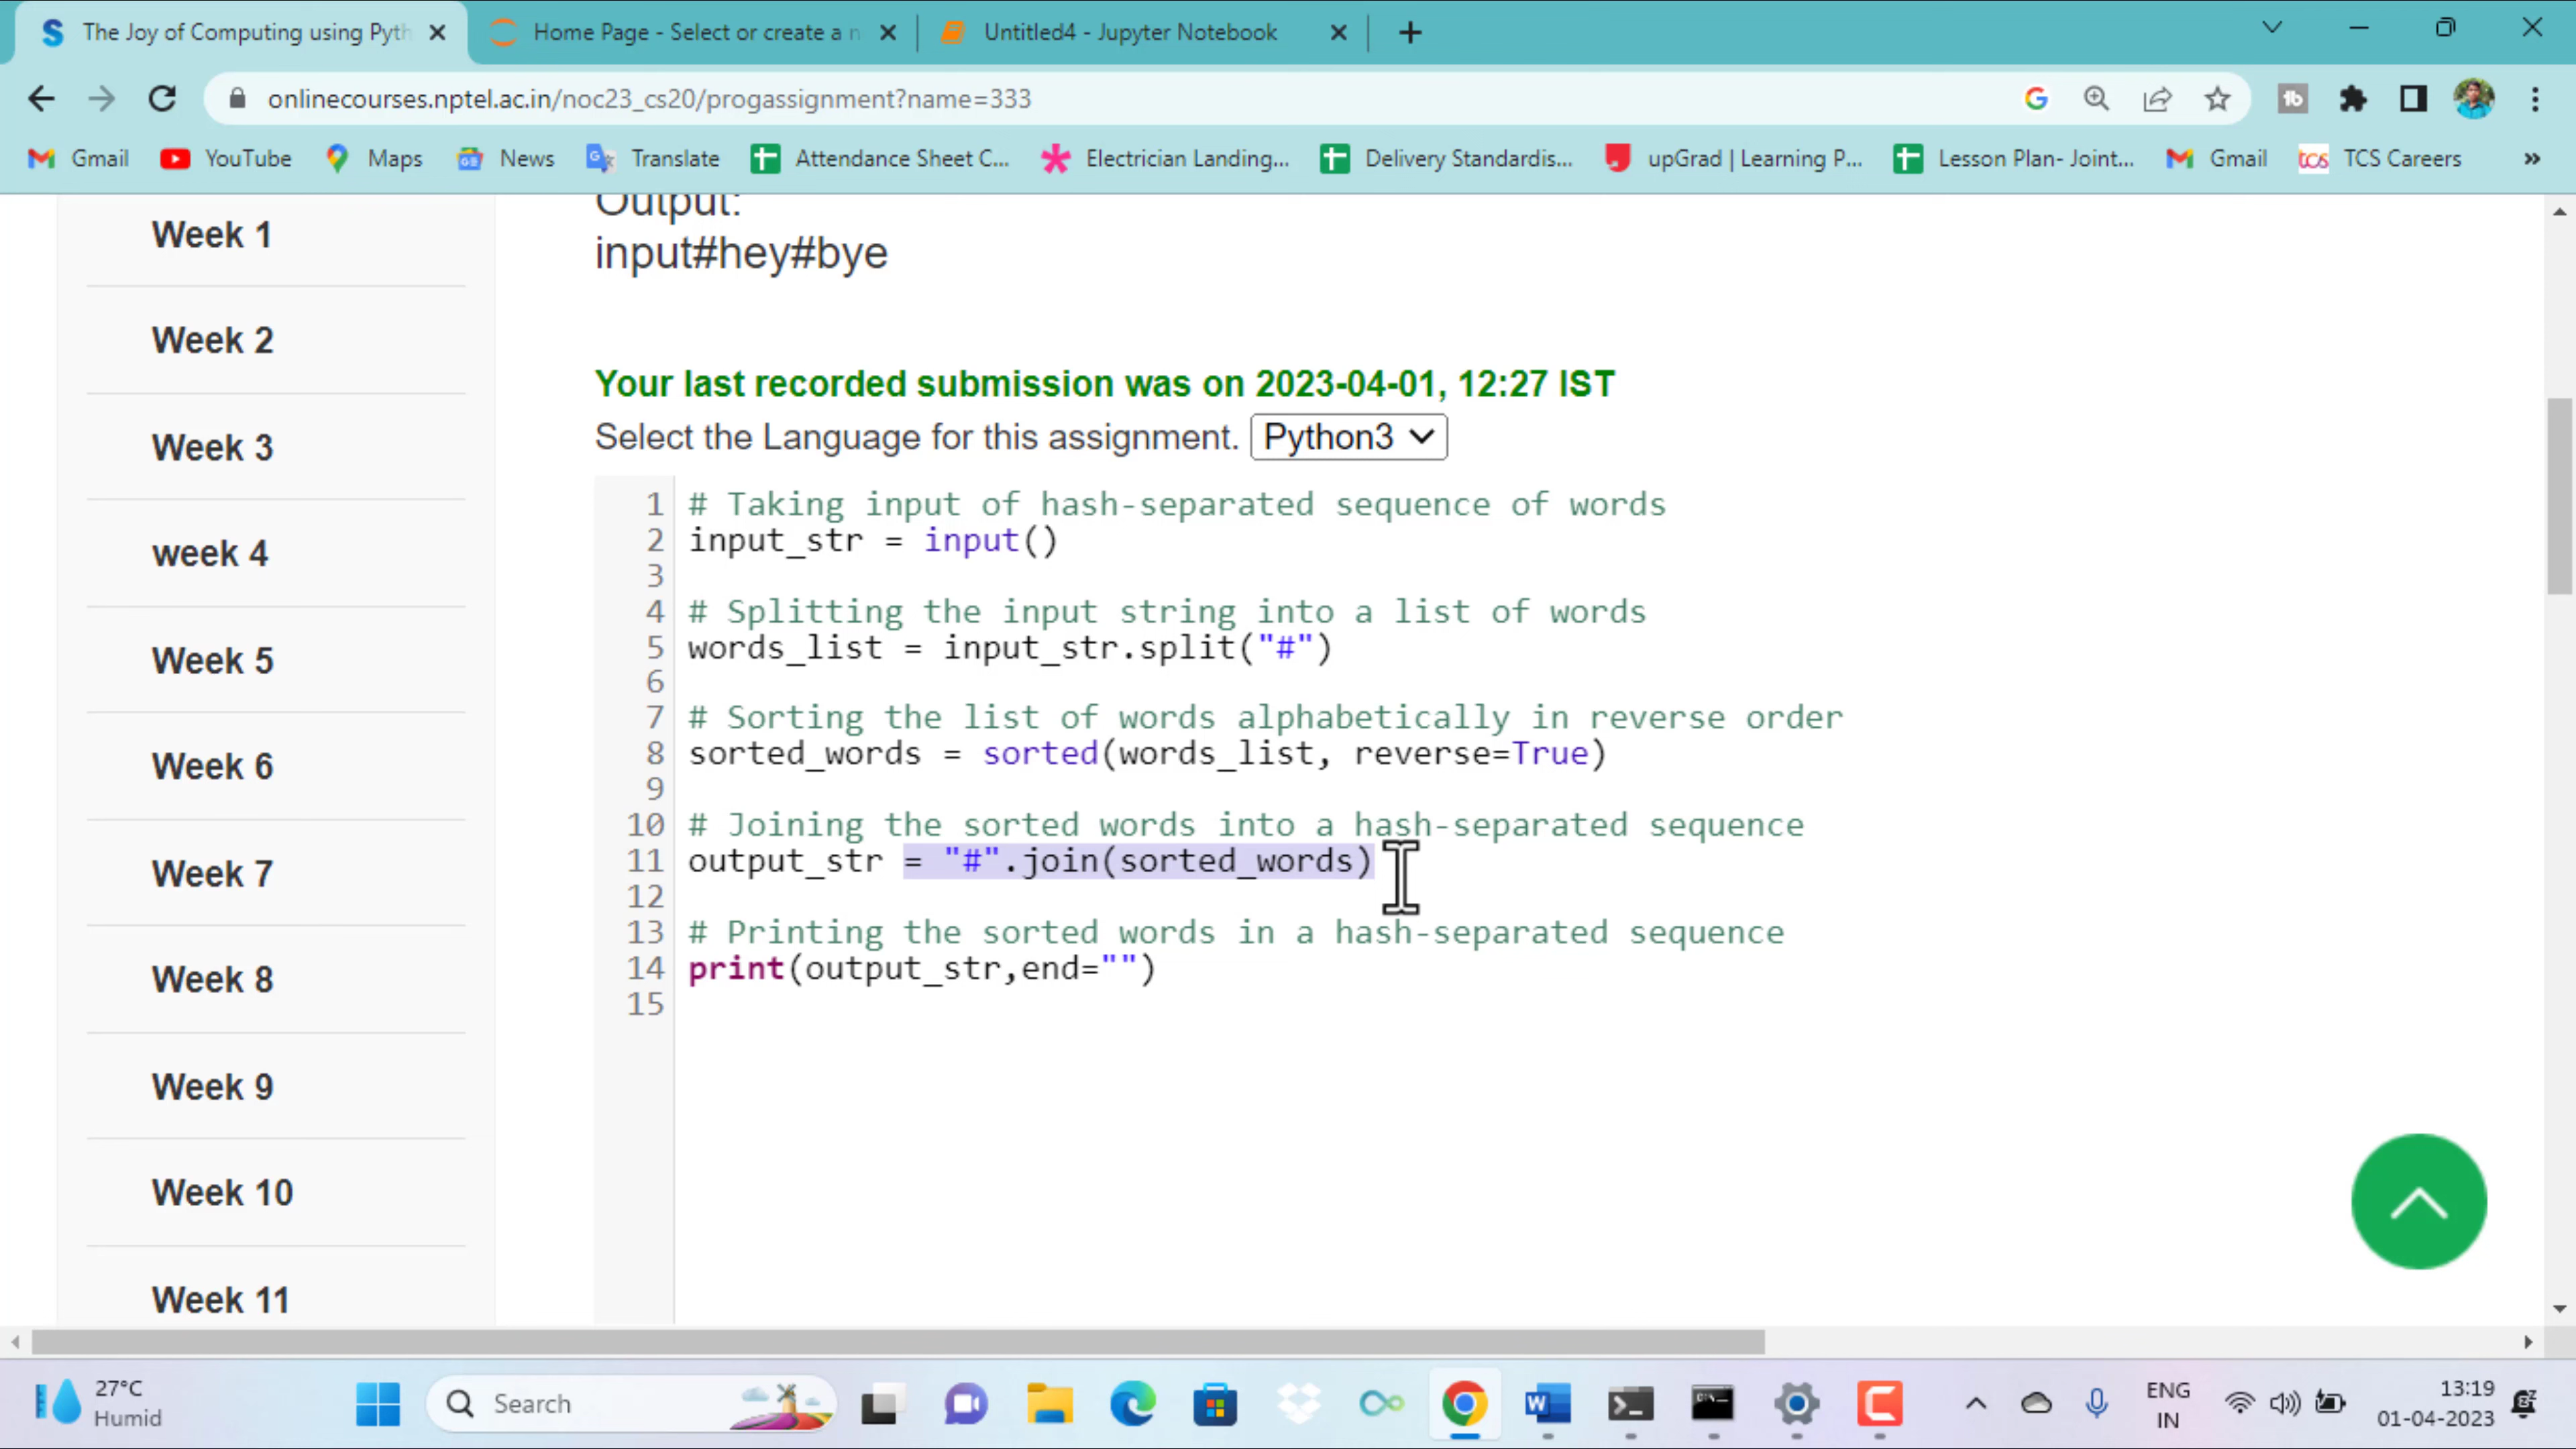 The Joy of Computing using Pyth
Home Page - Select or create a n
Untitled4 - Jupyter Notebook
onlinecourses.nptel.ac.in/noc23_cs20/progassignment?name=333
Gmail
YouTube
Maps
News
Translate
Attendance Sheet C...
Electrician Landing...
Delivery Standardis...
upGrad | Learning P...
Lesson Plan- Joint...
Gmail
tcs TCS Careers
»
Week 1
Week 2
Week 3
week 4
Week 5
Week 6
Week 7
Week 8
Week 9
Week 10
Week 11
Output:
input#hey#bye
Your last recorded submission was on 2023-04-01, 12:27 IST
Select the Language for this assignment. Python3
1 # Taking input of hash-separated sequence of words
2 input_str = input()
3
4 # Splitting the input string into a list of words
5 words_list = input_str.split("#")
6
7 # Sorting the list of words alphabetically in reverse order
8 sorted_words = sorted(words_list, reverse=True)
9
10 # Joining the sorted words into a hash-separated sequence
11 output_str = "#".join(sorted_words)
12
13 # Printing the sorted words in a hash-separated sequence
14 print(output_str,end="")
15
27°C
Humid
Search
ENG
IN
13:19
01-04-2023